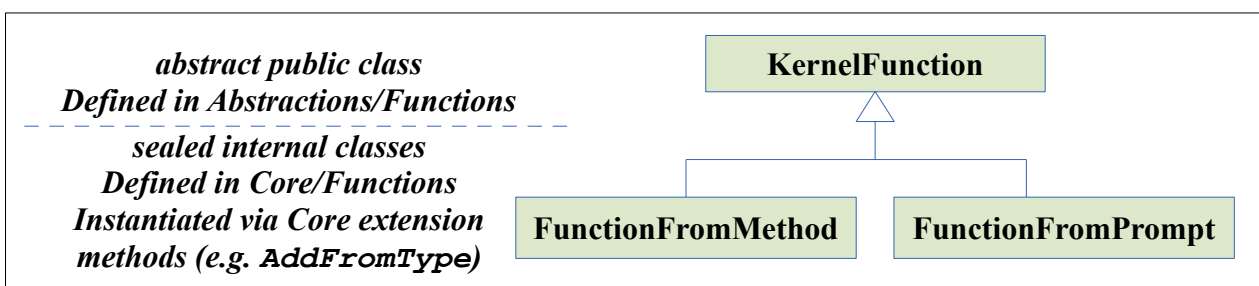 abstract public class
Defined in Abstractions/Functions
sealed internal classes
Defined in Core/Functions
Instantiated via Core extension
methods (e.g. AddFromType)
KernelFunction
FunctionFromMethod
FunctionFromPrompt